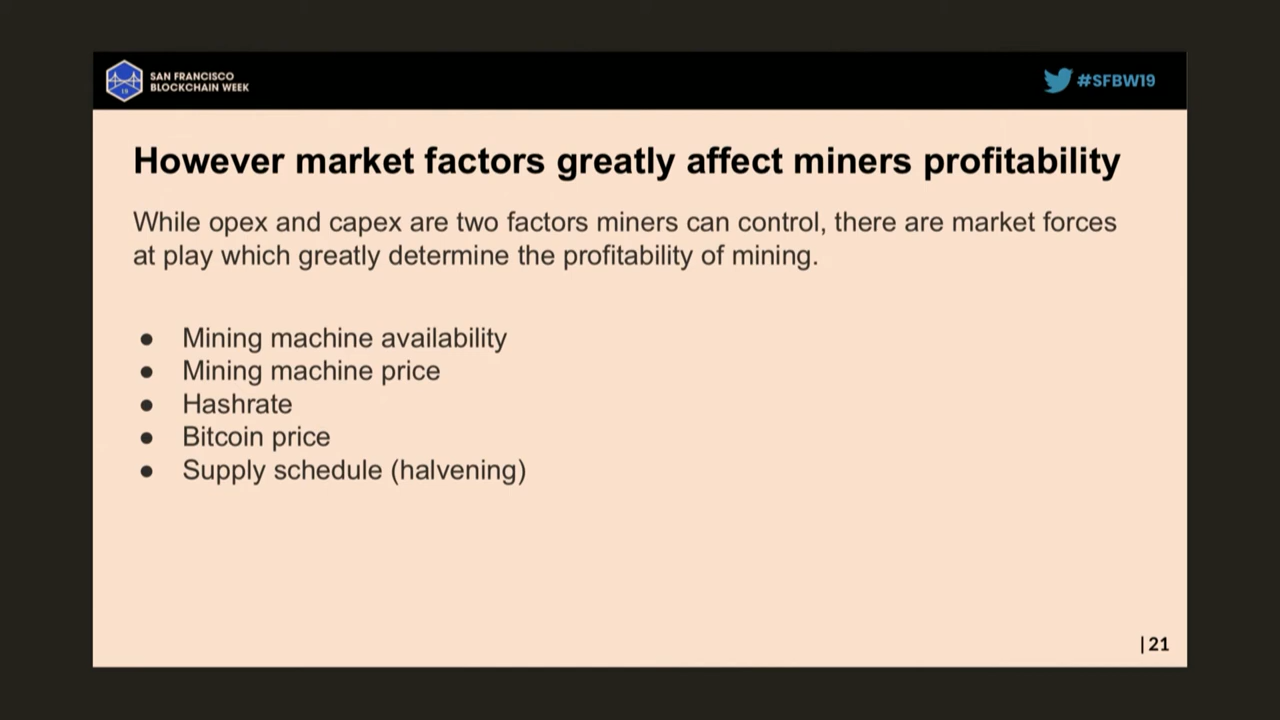 SAN FRANCISCO
BLOCKCHAIN WEEK
#SFBW19
However market factors greatly affect miners profitability
While opex and capex are two factors miners can control, there are market forces
at play which greatly determine the profitability of mining.
● Mining machine availability
● Mining machine price
● Hashrate
● Bitcoin price
● Supply schedule (halvening)
|21